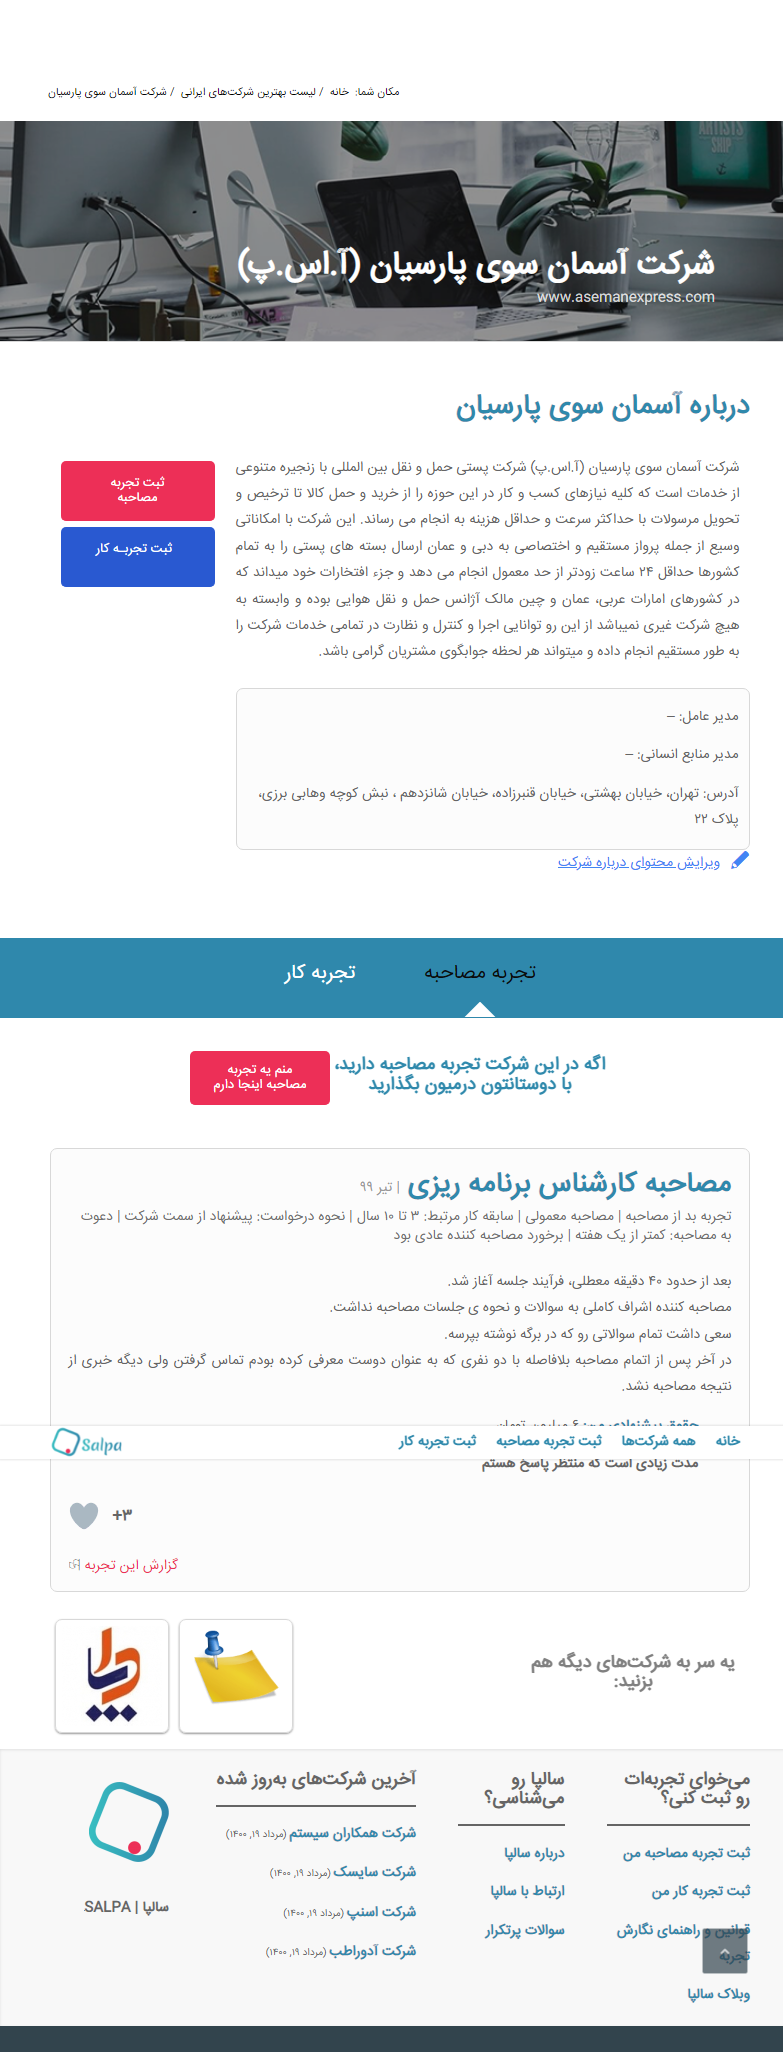 مکان شما: خانه / لیست بهترین شرکت‌های ایرانی / شرکت آسمان سوی پارسیان
ARTISTS
SHIP
شرکت آسمان سوی پارسیان (آ.اس.پ)
www.asemanexpress.com
درباره آسمان سوی پارسیان
شرکت آسمان سوی پارسیان (آ.اس.پ) شرکت پستی حمل و نقل بین المللی با زنجیره متنوعی
از خدمات است که کلیه نیازهای کسب و کار در این حوزه را از خرید و حمل کالا تا ترخیص و
تحویل مرسولات با حداکثر سرعت و حداقل هزینه به انجام می رساند. این شرکت با امکاناتی
وسیع از جمله پرواز مستقیم و اختصاصی به دبی و عمان ارسال بسته های پستی را به تمام
کشورها حداقل ۲۴ ساعت زودتر از حد معمول انجام می دهد و جزء افتخارات خود میداند که
در کشورهای امارات عربی، عمان و چین مالک آژانس حمل و نقل هوایی بوده و وابسته به
هیچ شرکت غیری نمیباشد از این رو توانایی اجرا و کنترل و نظارت در تمامی خدمات شرکت را
به طور مستقیم انجام داده و میتواند هر لحظه جوابگوی مشتریان گرامی باشد.
ثبت تجربه
مصاحبه
ثبت تجربـه کار
مدیر عامل: –
مدیر منابع انسانی: –
آدرس: تهران، خیابان بهشتی، خیابان قنبرزاده، خیابان شانزدهم ، نبش کوچه وهابی برزی،
پلاک ۲۲
ویرایش محتوای درباره شرکت
تجربه مصاحبه
تجربه کار
اگه در این شرکت تجربه مصاحبه دارید،
با دوستانتون درمیون بگذارید
منم یه تجربه
مصاحبه اینجا دارم
مصاحبه کارشناس برنامه ریزی | تیر ۹۹
تجربه بد از مصاحبه | مصاحبه معمولی | سابقه کار مرتبط: ۳ تا ۱۰ سال | نحوه درخواست: پیشنهاد از سمت شرکت | دعوت
به مصاحبه: کمتر از یک هفته | برخورد مصاحبه کننده عادی بود
بعد از حدود ۴۰ دقیقه معطلی، فرآیند جلسه آغاز شد.
مصاحبه کننده اشراف کاملی به سوالات و نحوه ی جلسات مصاحبه نداشت.
سعی داشت تمام سوالاتی رو که در برگه نوشته بپرسه.
در آخر پس از اتمام مصاحبه بلافاصله با دو نفری که به عنوان دوست معرفی کرده بودم تماس گرفتن ولی دیگه خبری از
نتیجه مصاحبه نشد.
حقوق پیشنهادی من: ۶ میلیون تومان
خانه همه شرکت‌ها ثبت تجربه مصاحبه ثبت تجربه کار
Salpa
مدت زیادی است که منتظر پاسخ هستم
+۳
گزارش این تجربه
یه سر به شرکت‌های دیگه هم
بزنید:
می‌خوای تجربه‌ات
رو ثبت کنی؟
ثبت تجربه مصاحبه من
ثبت تجربه کار من
قوانین و راهنمای نگارش
تجربه
وبلاک سالپا
سالپا رو
می‌شناسی؟
درباره سالپا
ارتباط با سالپا
سوالات پرتکرار
آخرین شرکت‌های به‌روز شده
شرکت همکاران سیستم (مرداد ۱۹, ۱۴۰۰)
شرکت سایسک (مرداد ۱۹, ۱۴۰۰)
شرکت اسنپ (مرداد ۱۹, ۱۴۰۰)
شرکت آدوراطب (مرداد ۱۹, ۱۴۰۰)
سالپا | SALPA